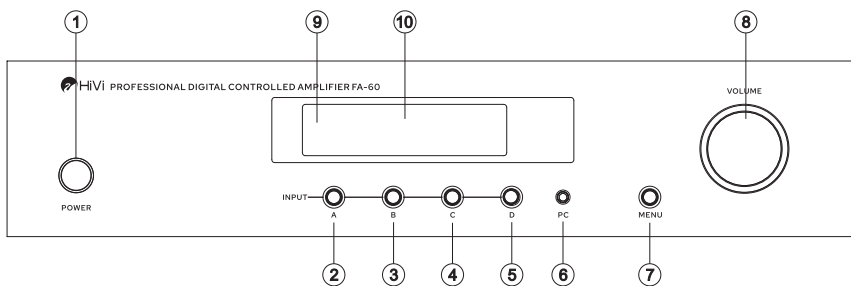 1 9 10 8
HiVi PROFESSIONAL DIGITAL CONTROLLED AMPLIFIER FA-60
VOLUME
POWER
INPUT
A B C D PC MENU
2 3 4 5 6 7